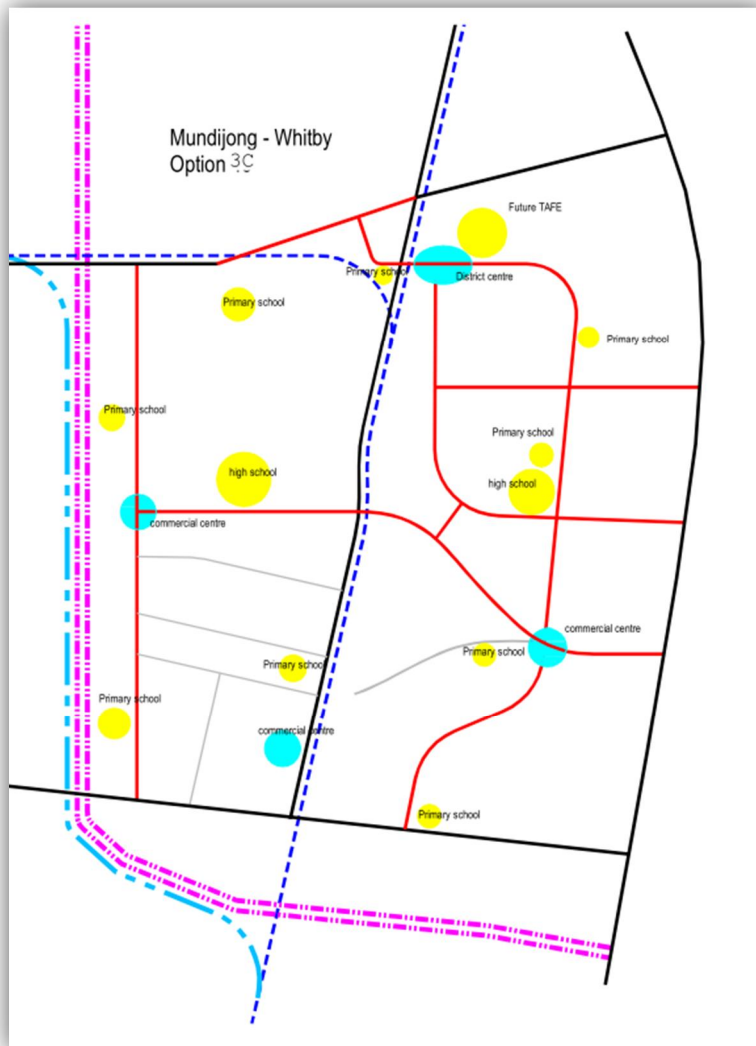 Mundijong - Whitby
Option 3C
Future TAFE
Primary school
District centre
Primary school
Primary school
Primary school
Primary school
high school
high school
commercial centre
commercial centre
Primary school
Primary school
Primary school
commercial centre
Primary school